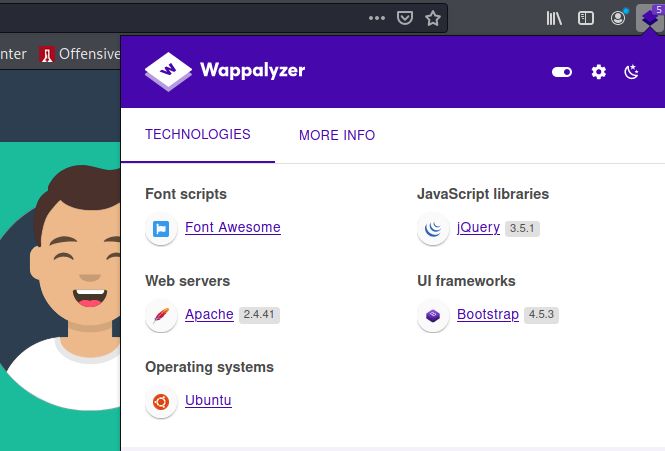 5
nter Offensive
Wappalyzer
TECHNOLOGIES MORE INFO
Font scripts
Font Awesome
JavaScript libraries
jQuery 3.5.1
Web servers
Apache 2.4.41
UI frameworks
Bootstrap 4.5.3
Operating systems
Ubuntu